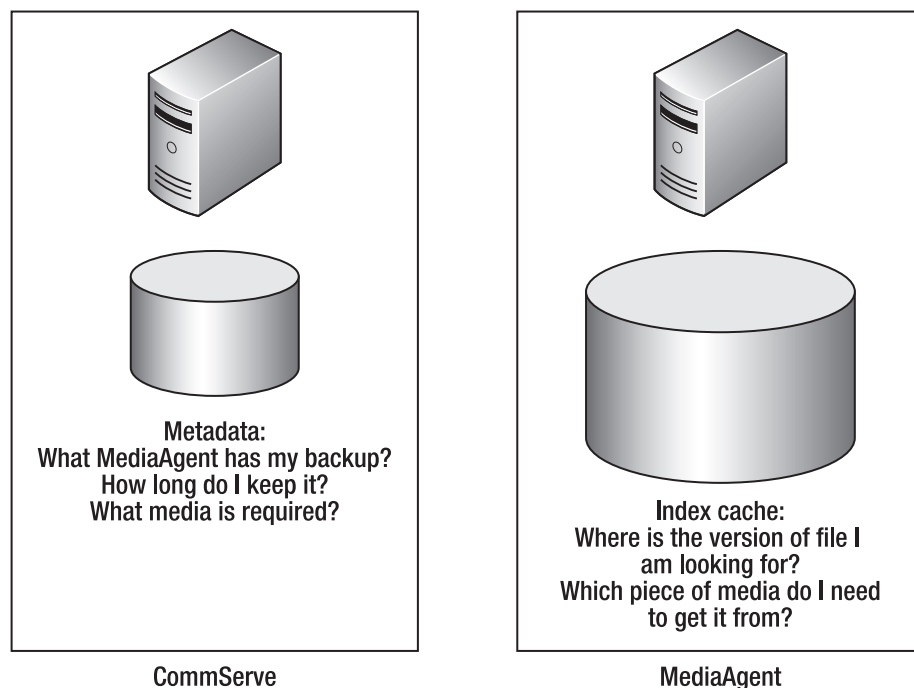 Metadata:
What MediaAgent has my backup?
How long do I keep it?
What media is required?
CommServe
Index cache:
Where is the version of file I
am looking for?
Which piece of media do I need
to get it from?
MediaAgent